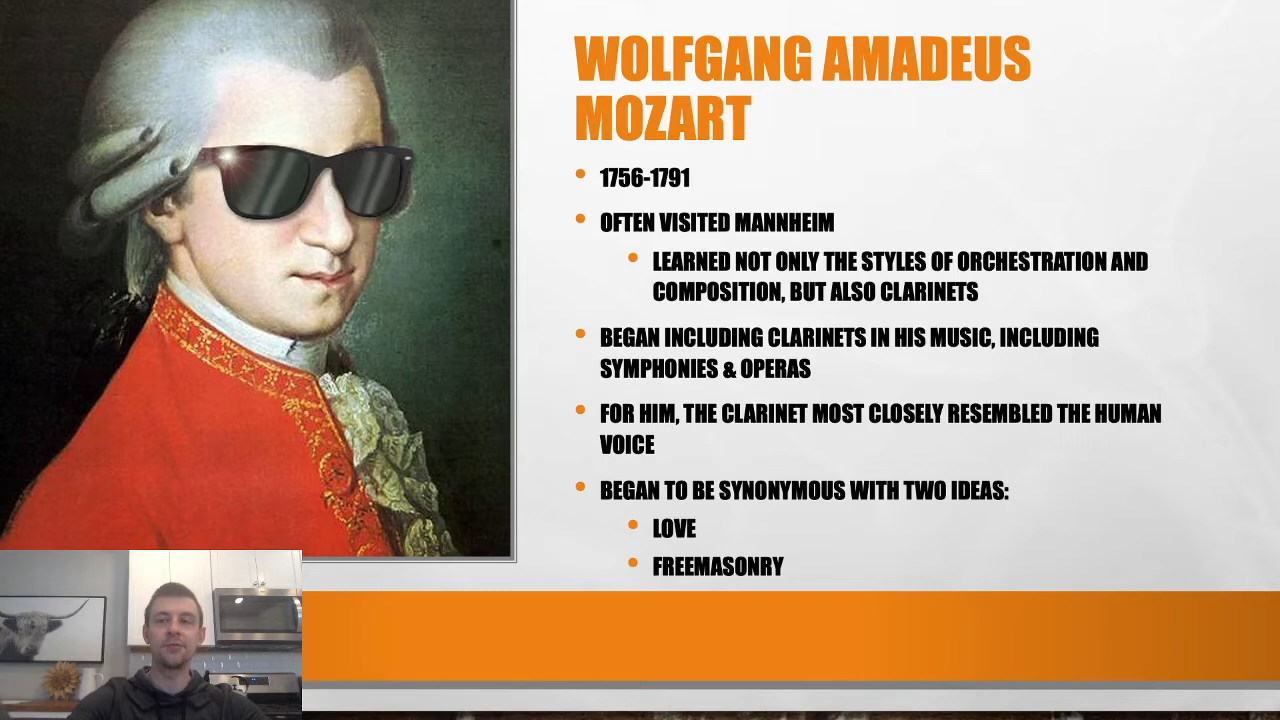 WOLFGANG AMADEUS
MOZART
1756-1791
OFTEN VISITED MANNHEIM
LEARNED NOT ONLY THE STYLES OF ORCHESTRATION AND
COMPOSITION, BUT ALSO CLARINETS
BEGAN INCLUDING CLARINETS IN HIS MUSIC, INCLUDING
SYMPHONIES & OPERAS
FOR HIM, THE CLARINET MOST CLOSELY RESEMBLED THE HUMAN
VOICE
BEGAN TO BE SYNONYMOUS WITH TWO IDEAS:
LOVE
FREEMASONRY